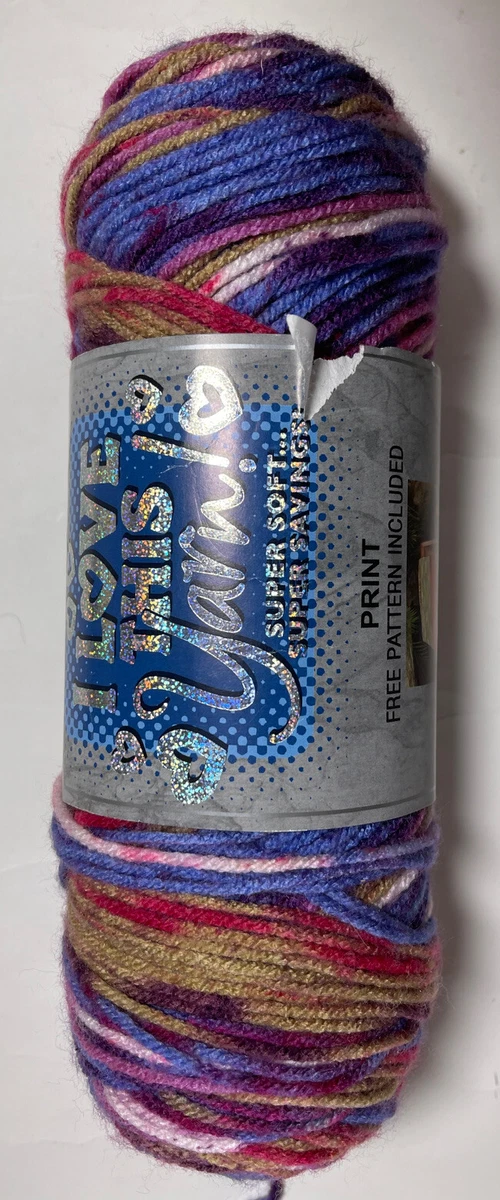 I LOVE
THIS
Yarn!
SUPER SOFT...
SUPER SAVINGS
PRINT
FREE PATTERN INCLUDED